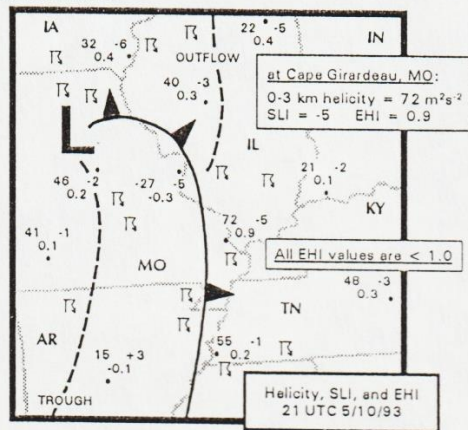 IA
32 -6
0.4
22 -5
0.4
IN
OUTFLOW
40 -3
0.3
at Cape Girardeau, MO:
0-3 km helicity = 72 m²s⁻²
SLI = -5 EHI = 0.9
L
IL
46 -2
0.2
-27 -5
-0.3
21 -2
0.1
KY
41 -1
0.1
72 -5
0.9
All EHI values are < 1.0
MO
48 -3
0.3
TN
AR
15 +3
-0.1
55 -1
0.2
TROUGH
Helicity, SLI, and EHI
21 UTC 5/10/93